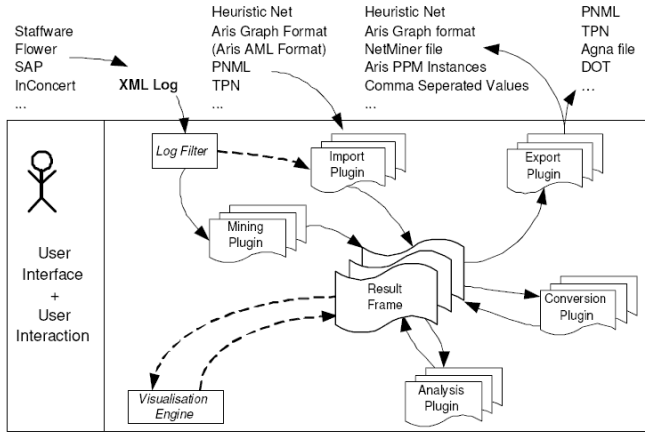 Staffware
Flower
SAP
InConcert
...
XML Log
Heuristic Net
Aris Graph Format
(Aris AML Format)
PNML
TPN
...
Heuristic Net
Aris Graph format
NetMiner file
Aris PPM Instances
Comma Seperated Values
...
PNML
TPN
Agna file
DOT
...
Log Filter
Import
Plugin
Export
Plugin
Mining
Plugin
User
Interface
+
User
Interaction
Result
Frame
Conversion
Plugin
Visualisation
Engine
Analysis
Plugin